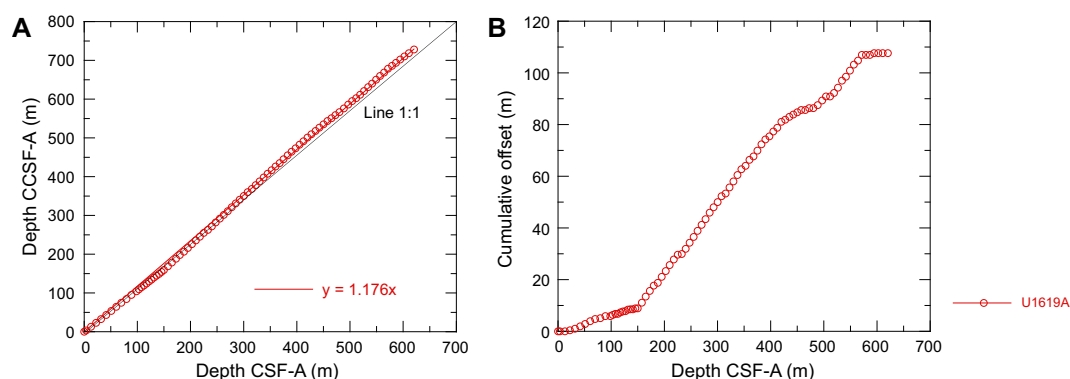 A
Depth CCSF-A (m)
800
700
600
500
400
300
200
100
0
Line 1:1
y = 1.176x
0 100 200 300 400 500 600 700
Depth CSF-A (m)
B
Cumulative offset (m)
120
100
80
60
40
20
0
0 100 200 300 400 500 600 700
Depth CSF-A (m)
U1619A